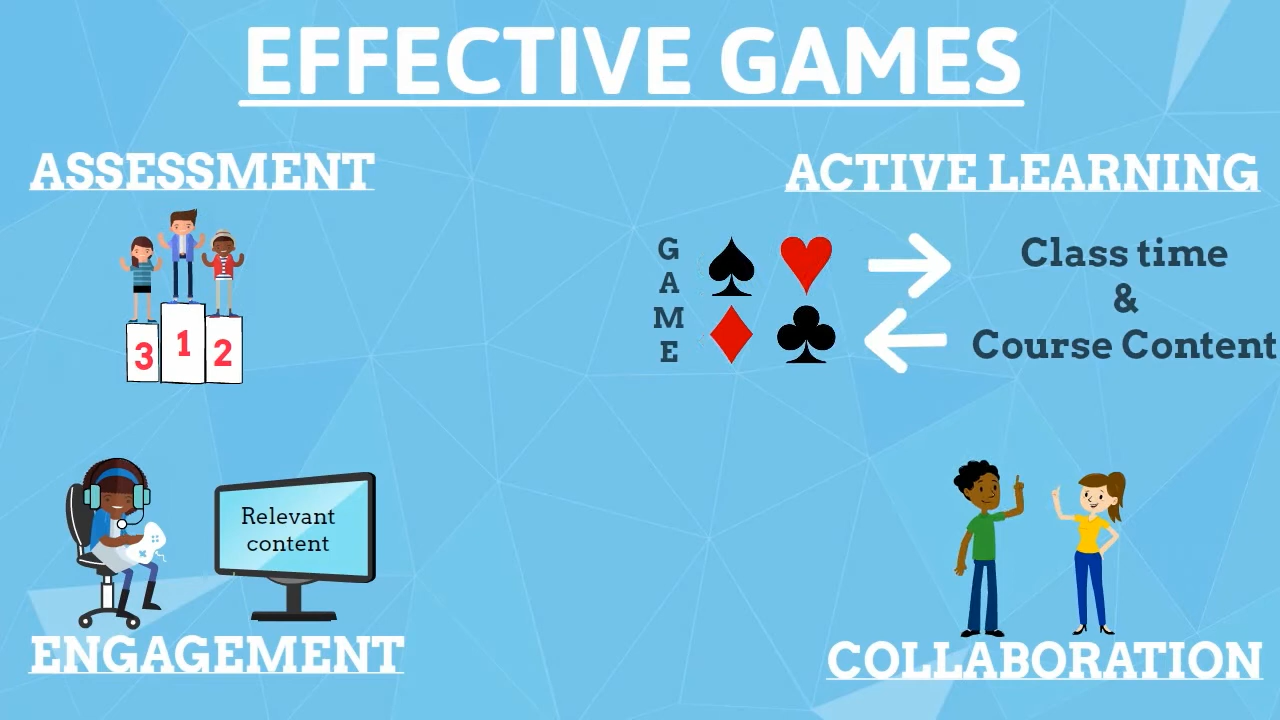 EFFECTIVE GAMES
ASSESSMENT
3
1
2
ACTIVE LEARNING
G
A
M
E
Class time
&
Course Content
Relevant
content
ENGAGEMENT
COLLABORATION